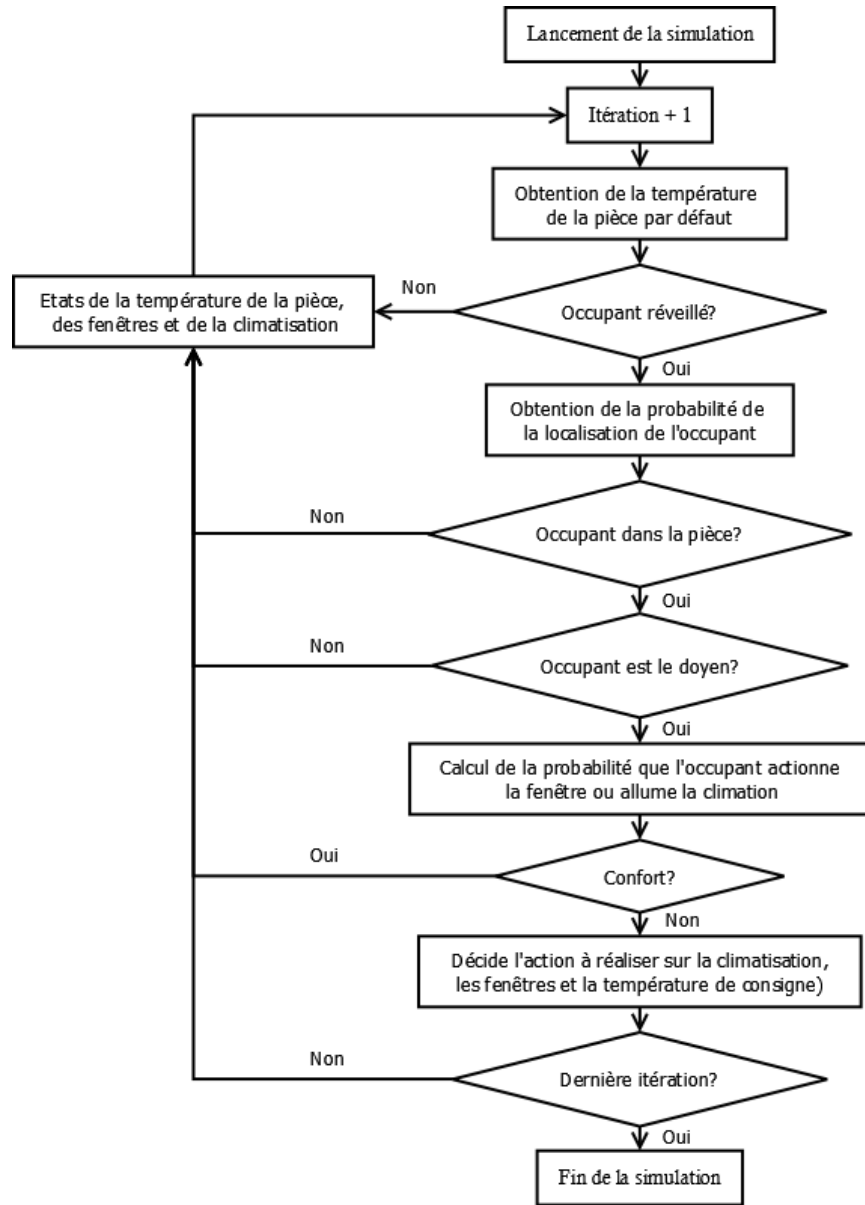 Lancement de la simulation
Itération + 1
Obtention de la température
de la pièce par défaut
Non
Etats de la température de la pièce,
des fenêtres et de la climatisation
Occupant réveillé?
Oui
Obtention de la probabilité de
la localisation de l'occupant
Non
Occupant dans la pièce?
Oui
Non
Occupant est le doyen?
Oui
Calcul de la probabilité que l'occupant actionne
la fenêtre ou allume la climation
Oui
Confort?
Non
Décide l'action à réaliser sur la climatisation,
les fenêtres et la température de consigne)
Non
Dernière itération?
Oui
Fin de la simulation